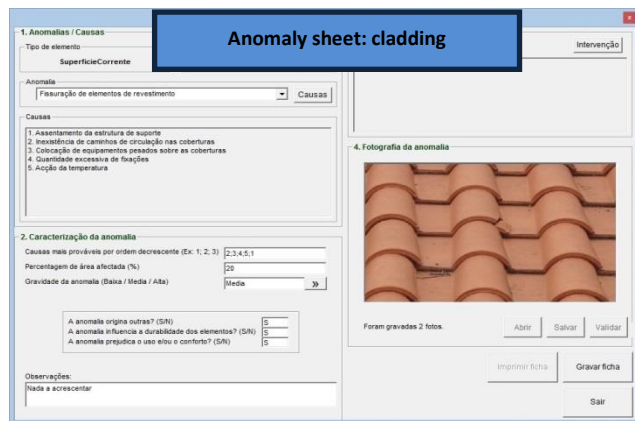 Anomaly sheet: cladding
1. Anomalias / Causas
Tipo de elemento
SuperficieCorrente
Anomalia
Fissuração de elementos de revestimento
Causas
Causas
1. Assentamento da estrutura de suporte
2. Inexistência de caminhos de circulação nas coberturas
3. Colocação de equipamentos pesados sobre as coberturas
4. Quantidade excessiva de fixações
5. Acção da temperatura
2. Caracterização da anomalia
Causas mais prováveis por ordem decrescente (Ex: 1; 2; 3) 2;3;4;5;1
Percentagem de área afectada (%) 20
Gravidade da anomalia (Baixa / Media / Alta) Media »
A anomalia origina outras? (S/N) S
A anomalia influencia a durabilidade dos elementos? (S/N) S
A anomalia prejudica o uso e/ou o conforto? (S/N) S
Observações:
Nada a acrescentar
Intervenção
4. Fotografia da anomalia
Foram gravadas 2 fotos.
Abrir Salvar Validar
Imprimir ficha Gravar ficha
Sair